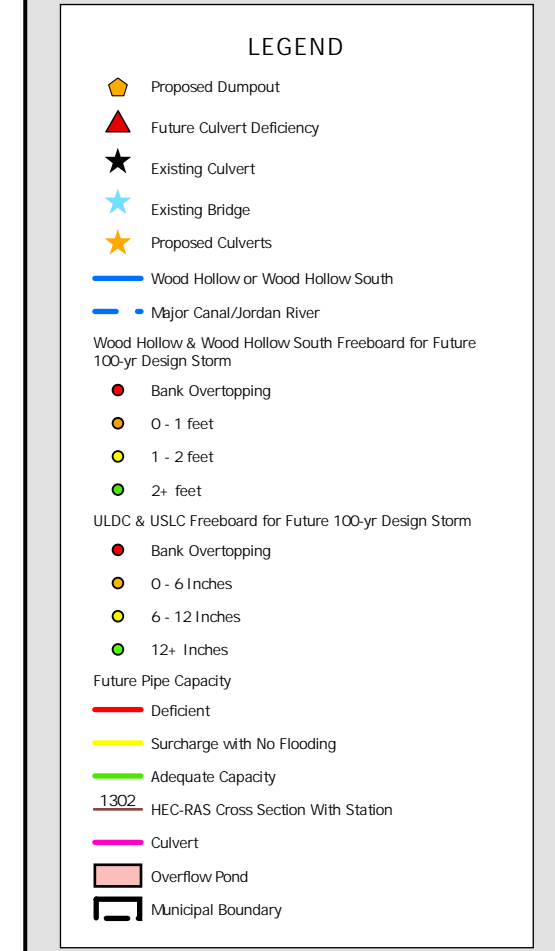 LEGEND
Proposed Dumpout
Future Culvert Deficiency
Existing Culvert
Existing Bridge
Proposed Culverts
Wood Hollow or Wood Hollow South
Major Canal/Jordan River
Wood Hollow & Wood Hollow South Freeboard for Future
100-yr Design Storm
Bank Overtopping
0 - 1 feet
1 - 2 feet
2+ feet
ULDC & USLC Freeboard for Future 100-yr Design Storm
Bank Overtopping
0 - 6 Inches
6 - 12 Inches
12+ Inches
Future Pipe Capacity
Deficient
Surcharge with No Flooding
Adequate Capacity
1302 HEC-RAS Cross Section With Station
Culvert
Overflow Pond
Municipal Boundary